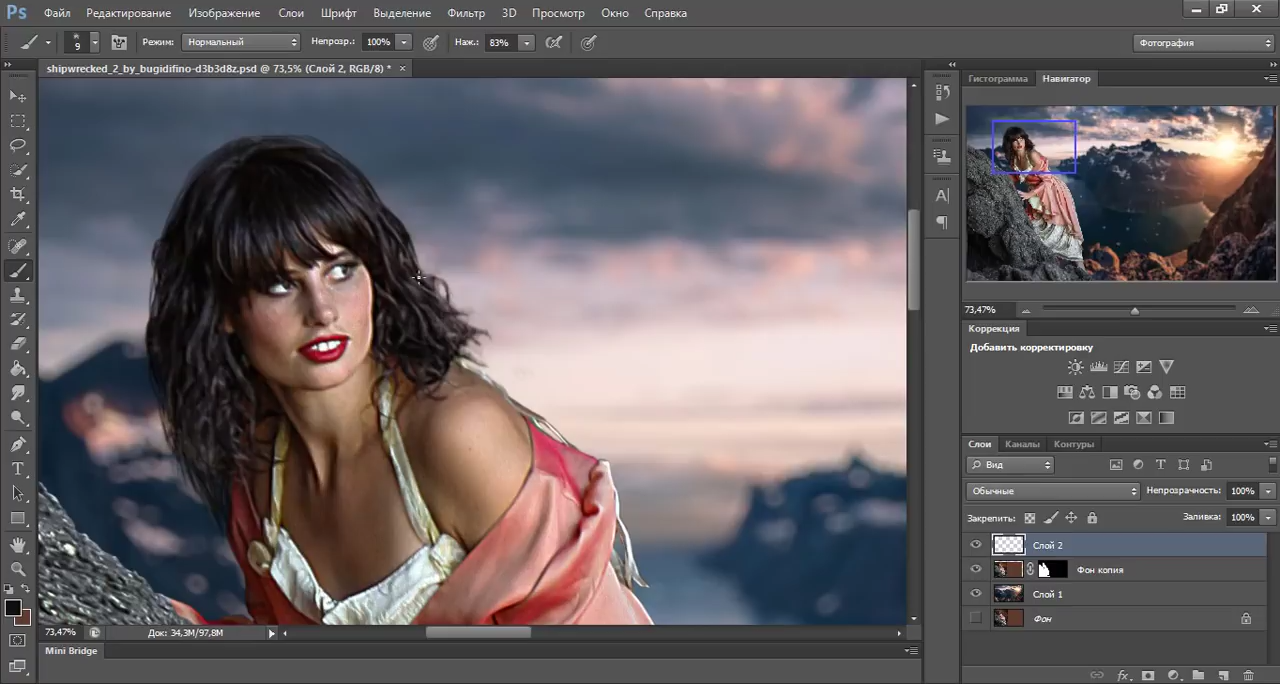 Ps Файл Редактирование Изображение Слои Шрифт Выделение Фильтр 3D Просмотр Окно Справка
9 Режим: Нормальный Непрозр.: 100% Наж.: 83% Фотография
shipwrecked_2_by_bugidifino-d3b3d8z.psd @ 73,5% (Слой 2, RGB/8) *
Гистограмма Навигатор
73,47%
Коррекция
Добавить корректировку
Слои Каналы Контуры
Вид
Обычные Непрозрачность: 100%
Закрепить: Заливка: 100%
Слой 2
Фон копия
Слой 1
Фон
73,47% Док: 34,3M/97,8M
Mini Bridge